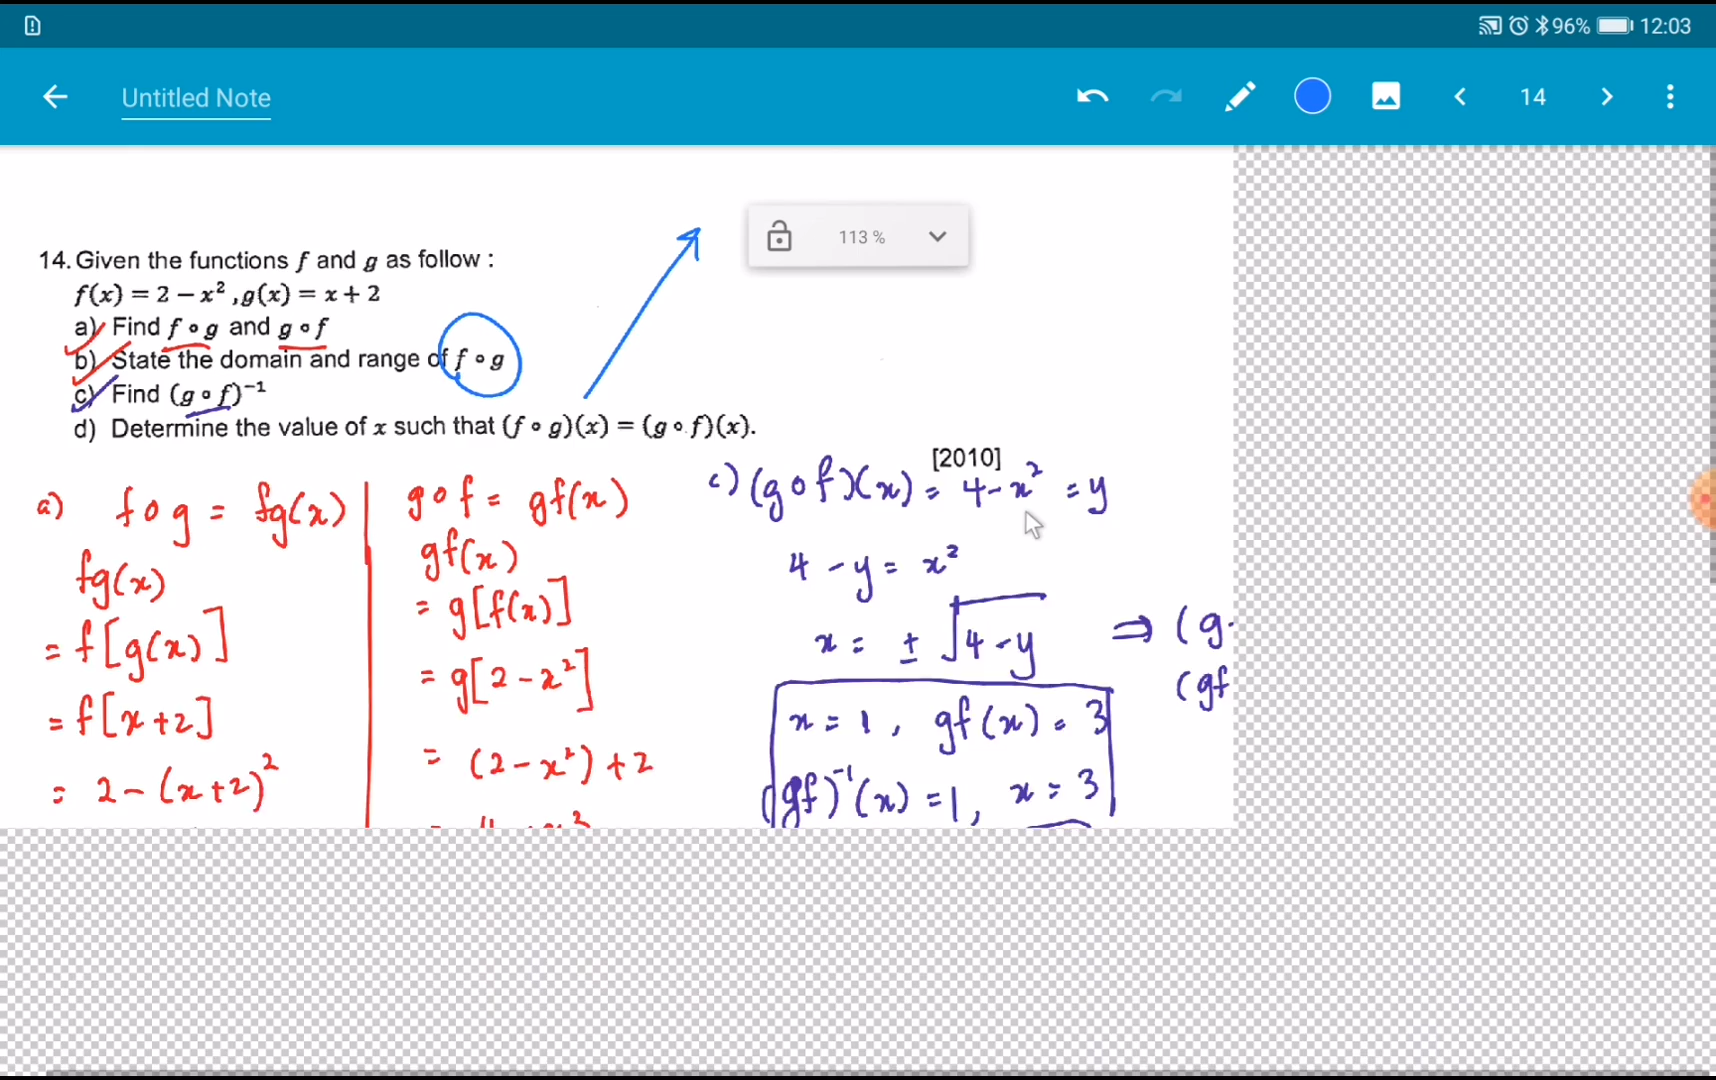 96% 12:03
Untitled Note
14
113 %
14. Given the functions f and g as follow :
f(x) = 2 − x² , g(x) = x + 2
a) Find f ∘ g and g ∘ f
b) State the domain and range of f ∘ g
c) Find (g ∘ f)⁻¹
d) Determine the value of x such that (f ∘ g)(x) = (g ∘ f)(x).
[2010]
a) f o g = fg(x)
fg(x)
= f[g(x)]
= f[x+2]
= 2-(x+2)²
g o f = gf(x)
gf(x)
= g[f(x)]
= g[2-x²]
= (2-x²)+2
c) (g o f)(x) = 4-x² = y
4 - y = x²
x = ± √4-y
⇒ (g
(gf
x = 1, gf(x) = 3
(gf)⁻¹(x) = 1, x = 3